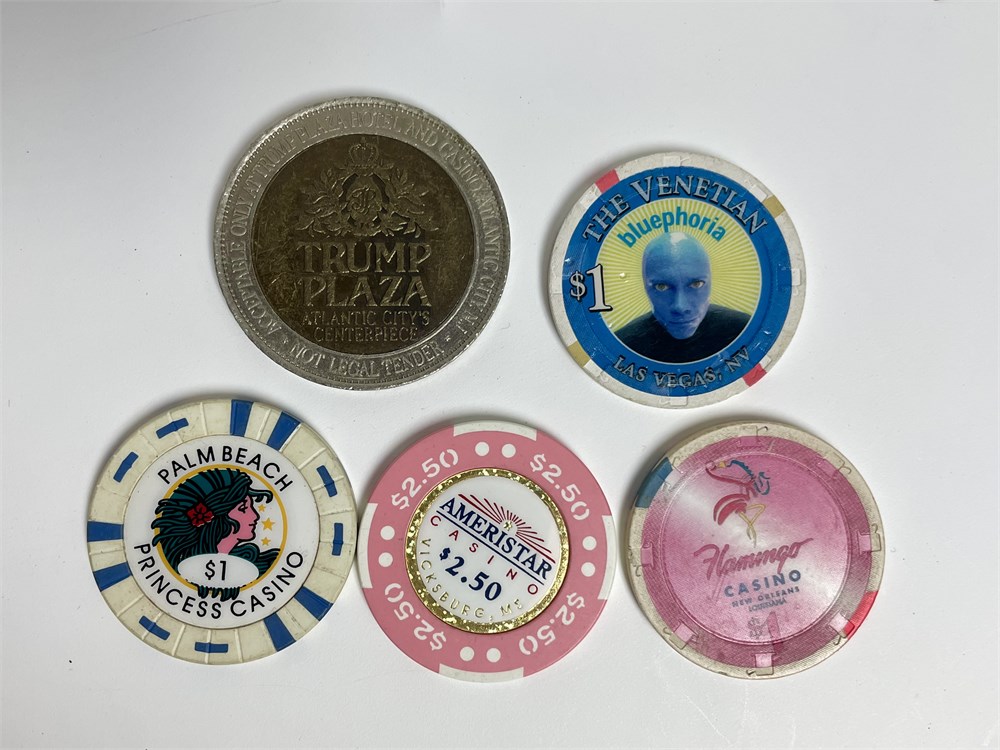 ACCEPTABLE ONLY AT TRUMP PLAZA HOTEL AND CASINO, ATLANTIC CITY, N.J.
TRUMP
PLAZA
ATLANTIC CITY'S
CENTERPIECE
NOT LEGAL TENDER
THE VENETIAN
bluephoria
$1
LAS VEGAS, NV
PALM BEACH
$1
PRINCESS CASINO
$2.50
$2.50
AMERISTAR
CASINO
$2.50
VICKSBURG, MS
$2.50
$2.50
Flamingo
CASINO
NEW ORLEANS
LOUISIANA
$1